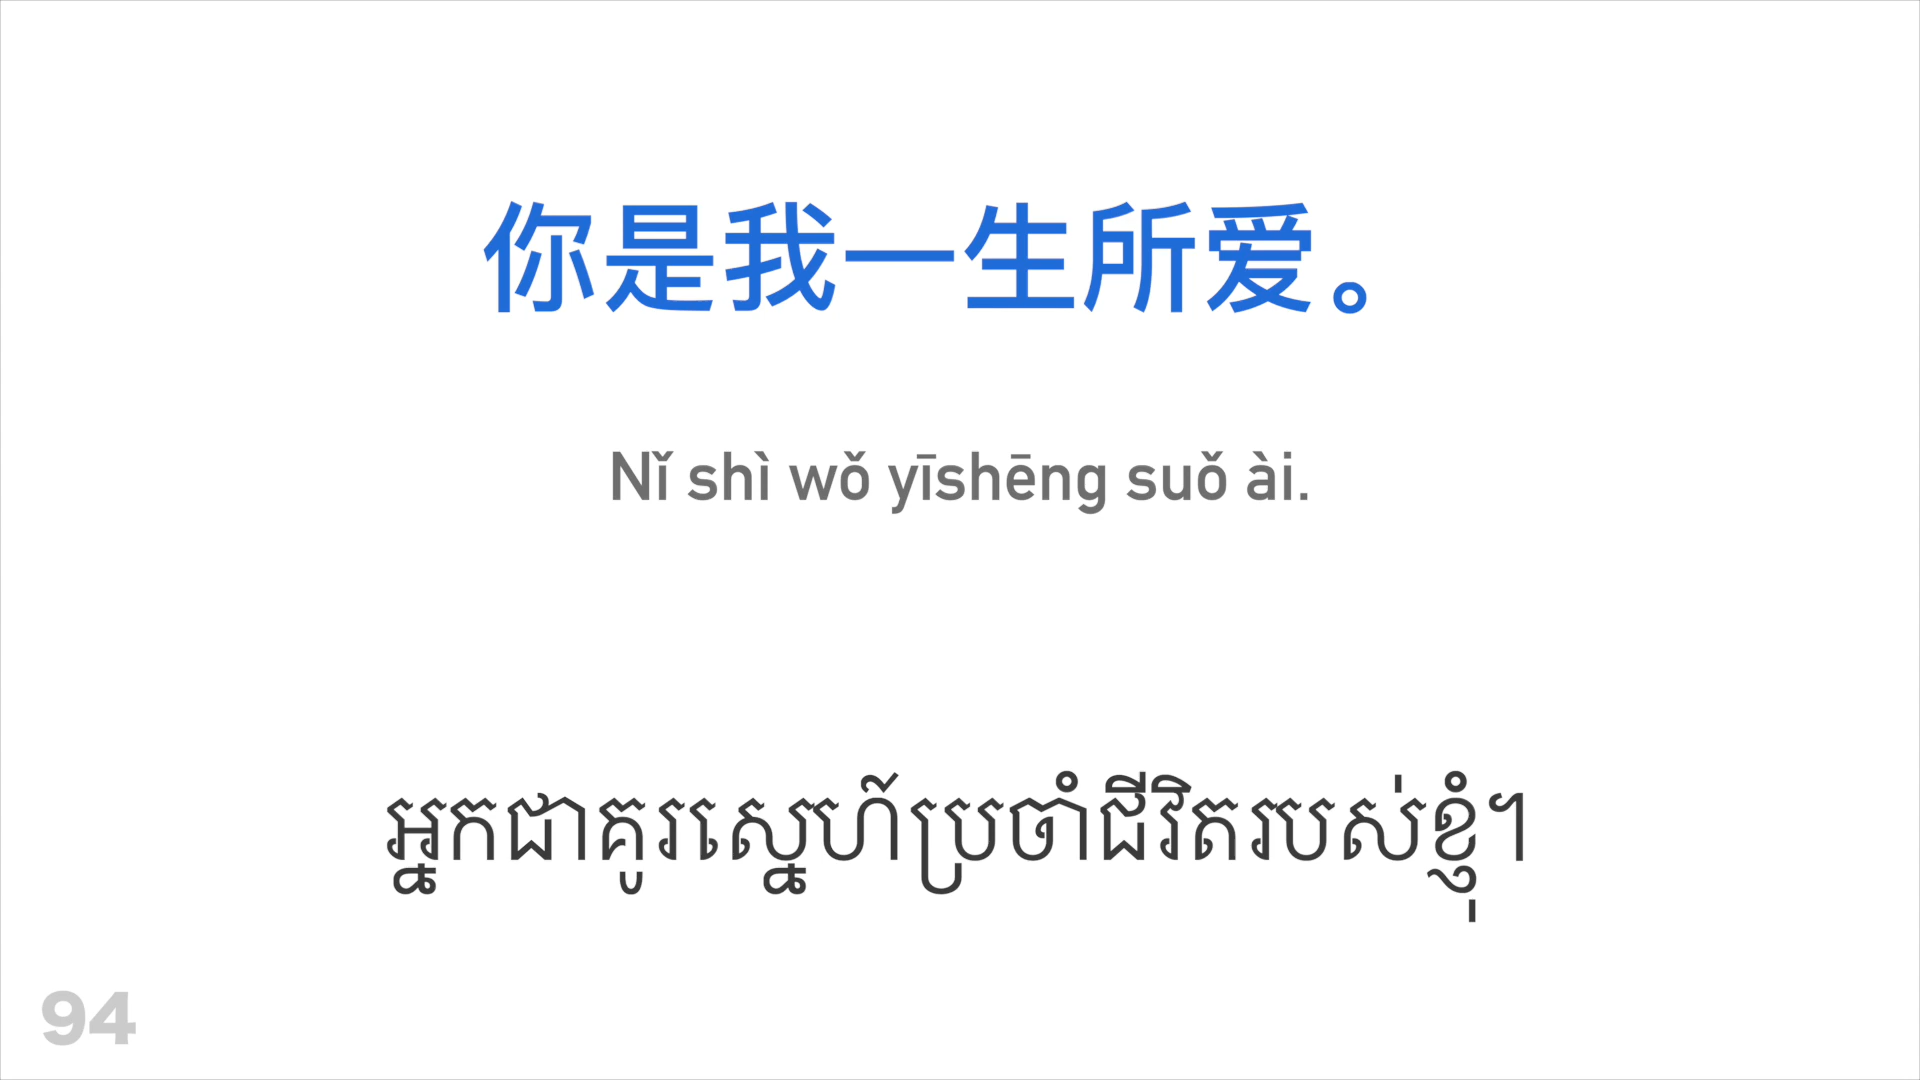 你是我一生所爱。
Nǐ shì wǒ yīshēng suǒ ài.
អ្នកជាគូរស្នេហ៍ប្រចាំជីវិតរបស់ខ្ញុំ។
94